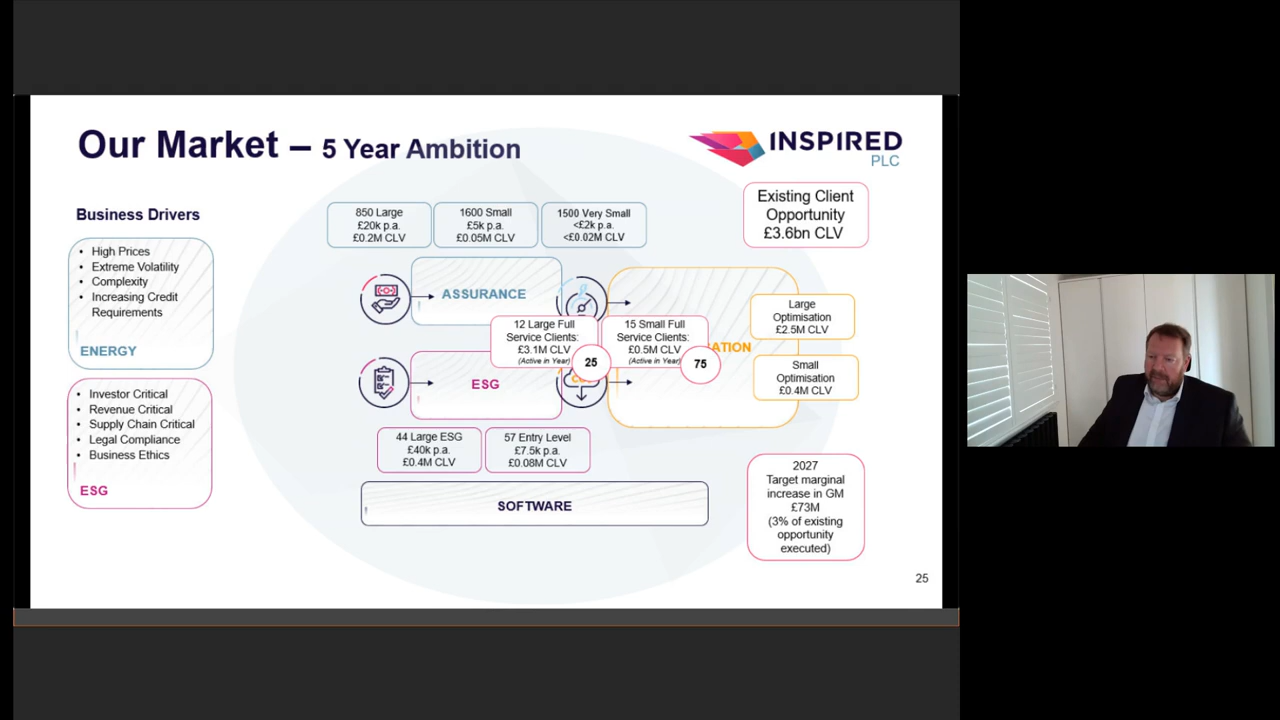 Our Market – 5 Year Ambition
INSPIRED
PLC
Business Drivers
• High Prices
• Extreme Volatility
• Complexity
• Increasing Credit
Requirements
ENERGY
• Investor Critical
• Revenue Critical
• Supply Chain Critical
• Legal Compliance
• Business Ethics
ESG
850 Large
£20k p.a.
£0.2M CLV
1600 Small
£5k p.a.
£0.05M CLV
1500 Very Small
<£2k p.a.
<£0.02M CLV
Existing Client
Opportunity
£3.6bn CLV
ASSURANCE
12 Large Full
Service Clients:
£3.1M CLV
(Active in Year)
25
15 Small Full
Service Clients:
£0.5M CLV
(Active in Year)
75
ATION
Large
Optimisation
£2.5M CLV
Small
Optimisation
£0.4M CLV
ESG
44 Large ESG
£40k p.a.
£0.4M CLV
57 Entry Level
£7.5k p.a.
£0.08M CLV
SOFTWARE
2027
Target marginal
increase in GM
£73M
(3% of existing
opportunity
executed)
25